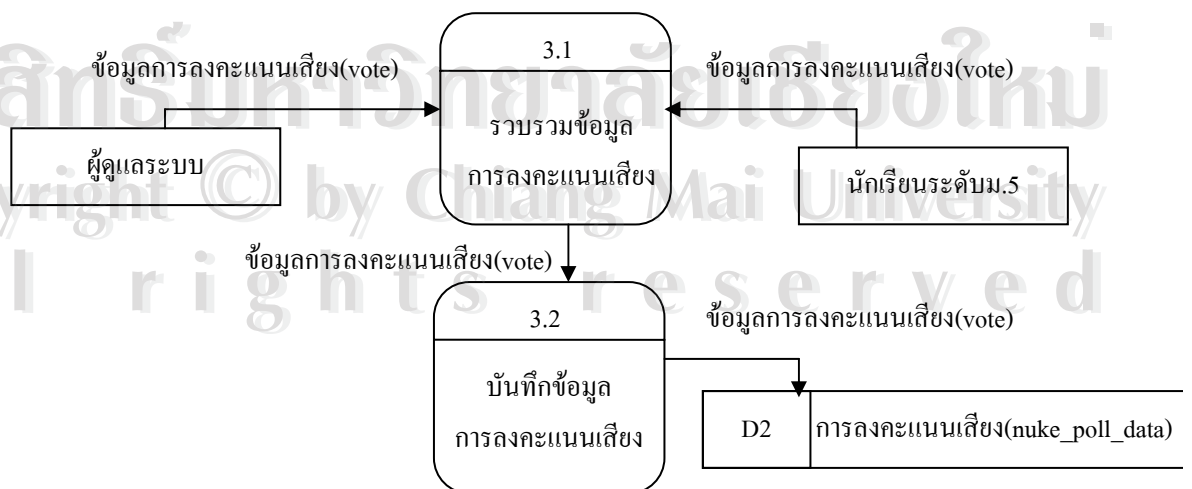 ข้อมูลการลงคะแนนเสียง(vote)
3.1
ข้อมูลการลงคะแนนเสียง(vote)
ผู้ดูแลระบบ
รวบรวมข้อมูล
การลงคะแนนเสียง
นักเรียนระดับม.5
ข้อมูลการลงคะแนนเสียง(vote)
3.2
ข้อมูลการลงคะแนนเสียง(vote)
บันทึกข้อมูล
การลงคะแนนเสียง
D2
การลงคะแนนเสียง(nuke_poll_data)
สิทธิ์มหาวิทยาลัยเชียงใหม่
yright © by Chiang Mai University
l rights reserved